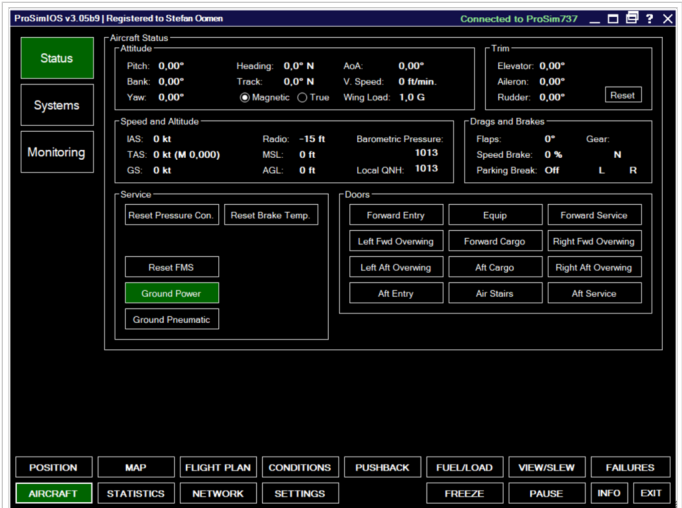 ProSimIOS v3.05b9 | Registered to Stefan Oomen
Connected to ProSim737
Status
Systems
Monitoring
Aircraft Status
Attitude
Pitch: 0,00° Heading: 0,0° N AoA: 0,00°
Bank: 0,00° Track: 0,0° N V. Speed: 0 ft/min.
Yaw: 0,00° Magnetic True Wing Load: 1,0 G
Trim
Elevator: 0,00°
Aileron: 0,00°
Rudder: 0,00° Reset
Speed and Altitude
IAS: 0 kt Radio: -15 ft Barometric Pressure:
TAS: 0 kt (M 0,000) MSL: 0 ft 1013
GS: 0 kt AGL: 0 ft Local QNH: 1013
Drags and Brakes
Flaps: 0° Gear:
Speed Brake: 0 % N
Parking Break: Off L R
Service
Reset Pressure Con. Reset Brake Temp.
Reset FMS
Ground Power
Ground Pneumatic
Doors
Forward Entry Equip Forward Service
Left Fwd Overwing Forward Cargo Right Fwd Overwing
Left Aft Overwing Aft Cargo Right Aft Overwing
Aft Entry Air Stairs Aft Service
POSITION MAP FLIGHT PLAN CONDITIONS PUSHBACK FUEL/LOAD VIEW/SLEW FAILURES
AIRCRAFT STATISTICS NETWORK SETTINGS FREEZE PAUSE INFO EXIT